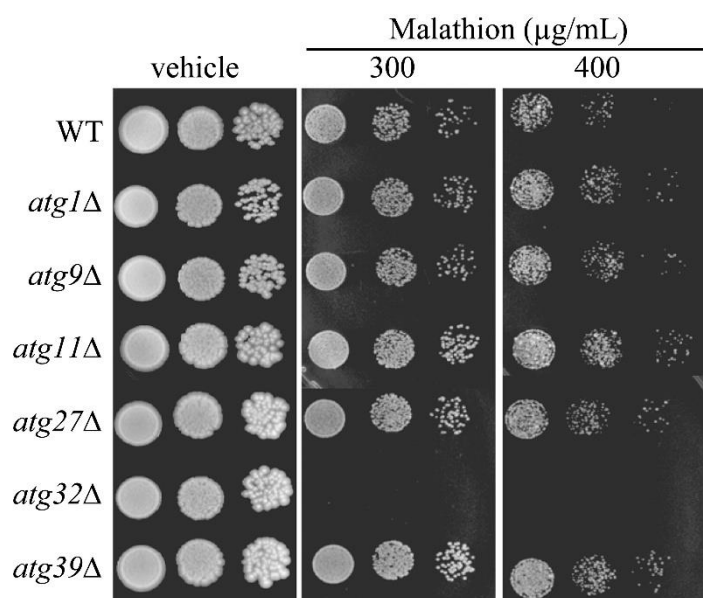 Malathion (µg/mL)
vehicle 300 400
WT
atg1Δ
atg9Δ
atg11Δ
atg27Δ
atg32Δ
atg39Δ